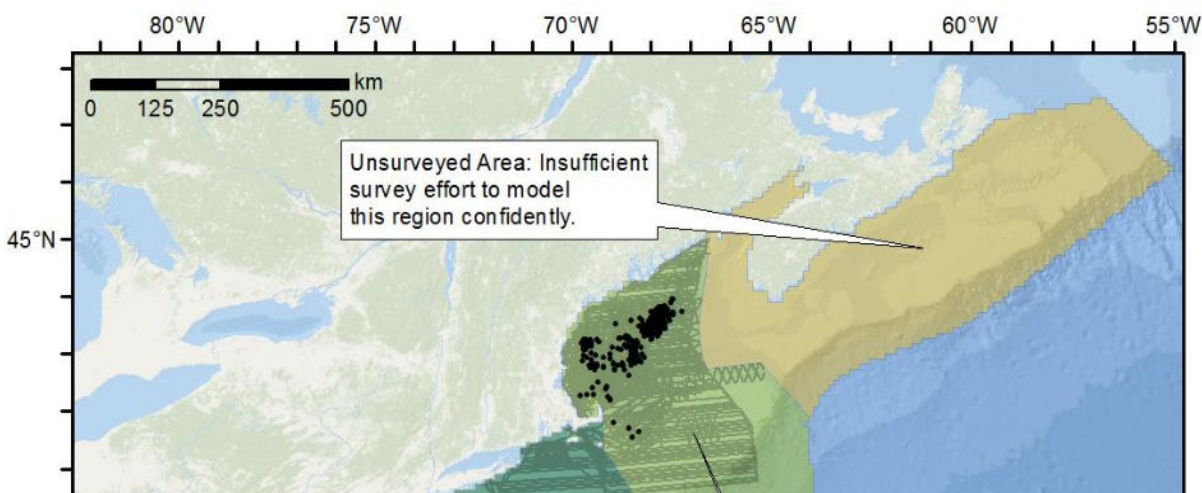 80°W 75°W 70°W 65°W 60°W 55°W
km
0 125 250 500
Unsurveyed Area: Insufficient
survey effort to model
this region confidently.
45°N